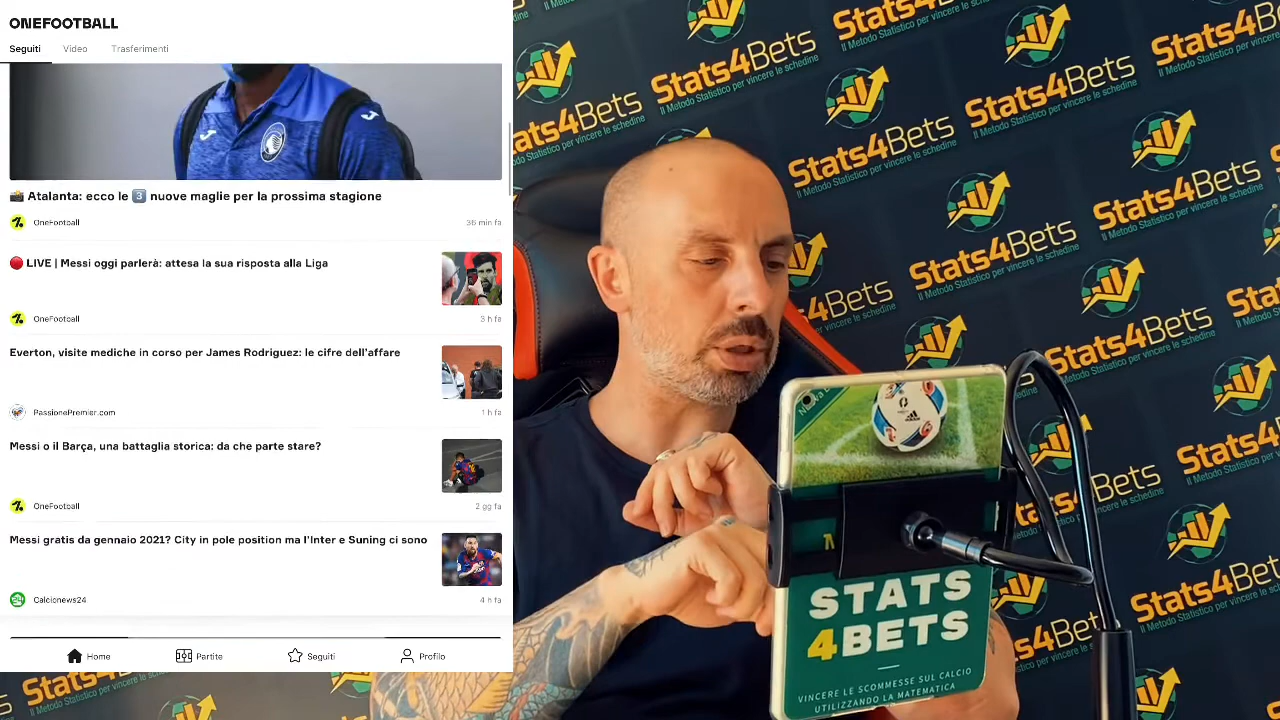 ONEFOOTBALL
Seguiti
Video
Trasferimenti
📸 Atalanta: ecco le 3️⃣ nuove maglie per la prossima stagione
OneFootball
36 min fa
🔴 LIVE | Messi oggi parlerà: attesa la sua risposta alla Liga
OneFootball
3 h fa
Everton, visite mediche in corso per James Rodriguez: le cifre dell'affare
PassionePremier.com
1 h fa
Messi o il Barça, una battaglia storica: da che parte stare?
OneFootball
2 gg fa
Messi gratis da gennaio 2021? City in pole position ma l'Inter e Suning ci sono
24
Calcionews24
4 h fa
Home
Partite
Seguiti
Profilo
Stats4Bets
Il Metodo Statistico per vincere le schedine
STATS
4BETS
VINCERE LE SCOMMESSE SUL CALCIO
UTILIZZANDO LA MATEMATICA